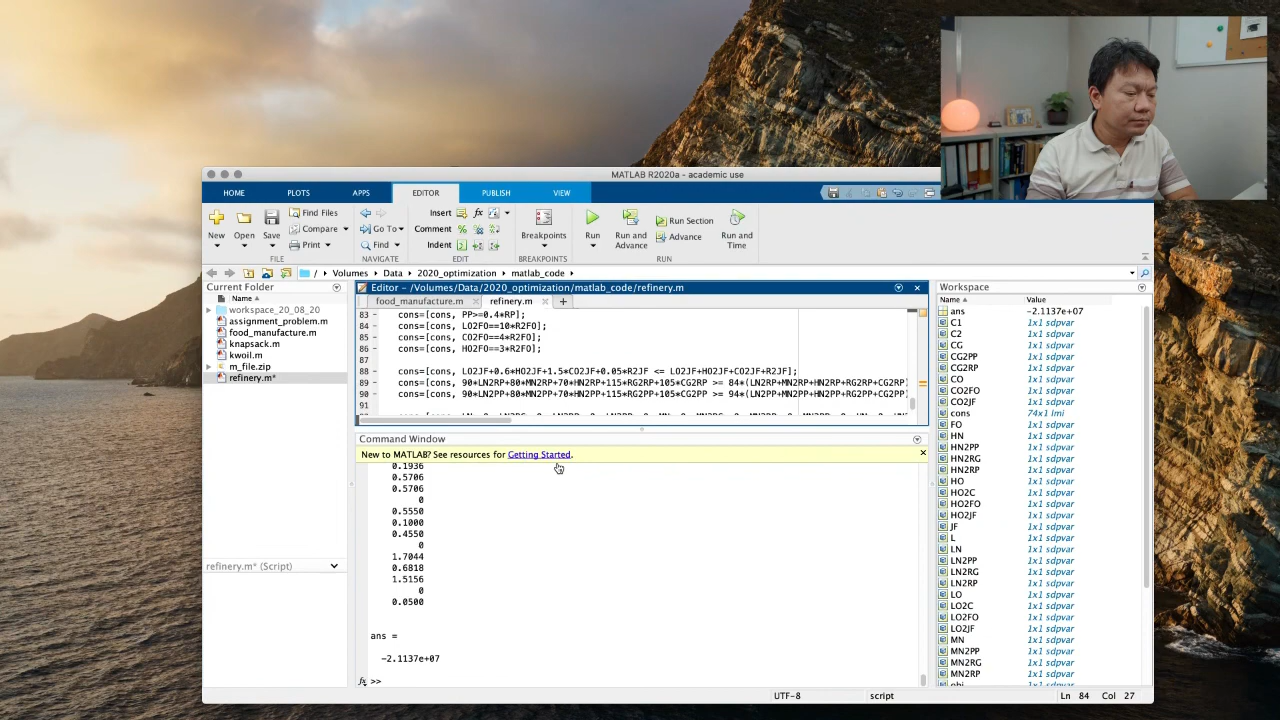 MATLAB R2020a - academic use
HOME PLOTS APPS EDITOR PUBLISH VIEW
New Open Save Find Files Compare Print
Go To Find
Insert fx
Comment %
Indent
Breakpoints
Run Run and Advance Run Section Advance Run and Time
FILE NAVIGATE EDIT BREAKPOINTS RUN
/ Volumes Data 2020_optimization matlab_code
Current Folder
Name
workspace_20_08_20
assignment_problem.m
food_manufacture.m
knapsack.m
kwoil.m
m_file.zip
refinery.m*
refinery.m* (Script)
Editor - /Volumes/Data/2020_optimization/matlab_code/refinery.m
food_manufacture.m × refinery.m × +
83 - cons=[cons, PP>=0.4*RP];
84 - cons=[cons, LO2FO==10*R2FO];
85 - cons=[cons, CO2FO==4*R2FO];
86 - cons=[cons, HO2FO==3*R2FO];
87
88 - cons=[cons, LO2JF+0.6*HO2JF+1.5*CO2JF+0.05*R2JF <= LO2JF+HO2JF+CO2JF+R2JF];
89 - cons=[cons, 90*LN2RP+80*MN2RP+70*HN2RP+115*RG2RP+105*CG2RP >= 84*(LN2RP+MN2RP+HN2RP+RG2RP+CG2RP)
90 - cons=[cons, 90*LN2PP+80*MN2PP+70*HN2PP+115*RG2PP+105*CG2PP >= 94*(LN2PP+MN2PP+HN2PP+RG2PP+CG2PP)
91
Command Window
New to MATLAB? See resources for Getting Started.
0.1936
0.5706
0.5706
0
0.5550
0.1000
0.4550
0
1.7044
0.6818
1.5156
0
0.0500
ans =
-2.1137e+07
fx >>
Workspace
Name Value
ans -2.1137e+07
C1 1x1 sdpvar
C2 1x1 sdpvar
CG 1x1 sdpvar
CG2PP 1x1 sdpvar
CG2RP 1x1 sdpvar
CO 1x1 sdpvar
CO2FO 1x1 sdpvar
CO2JF 1x1 sdpvar
cons 74x1 lmi
FO 1x1 sdpvar
HN 1x1 sdpvar
HN2PP 1x1 sdpvar
HN2RG 1x1 sdpvar
HN2RP 1x1 sdpvar
HO 1x1 sdpvar
HO2C 1x1 sdpvar
HO2FO 1x1 sdpvar
HO2JF 1x1 sdpvar
JF 1x1 sdpvar
L 1x1 sdpvar
LN 1x1 sdpvar
LN2PP 1x1 sdpvar
LN2RG 1x1 sdpvar
LN2RP 1x1 sdpvar
LO 1x1 sdpvar
LO2C 1x1 sdpvar
LO2FO 1x1 sdpvar
LO2JF 1x1 sdpvar
MN 1x1 sdpvar
MN2PP 1x1 sdpvar
MN2RG 1x1 sdpvar
MN2RP 1x1 sdpvar
UTF-8 script Ln 84 Col 27